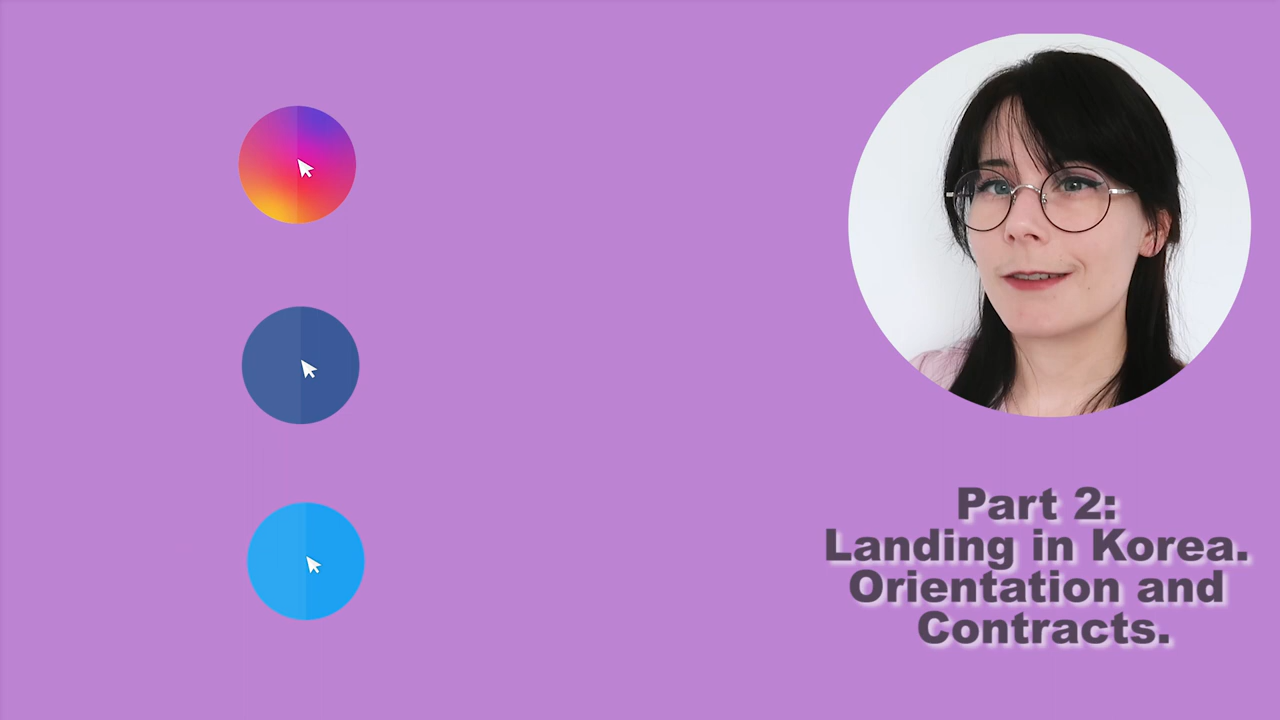 Part 2:
Landing in Korea.
Orientation and
Contracts.